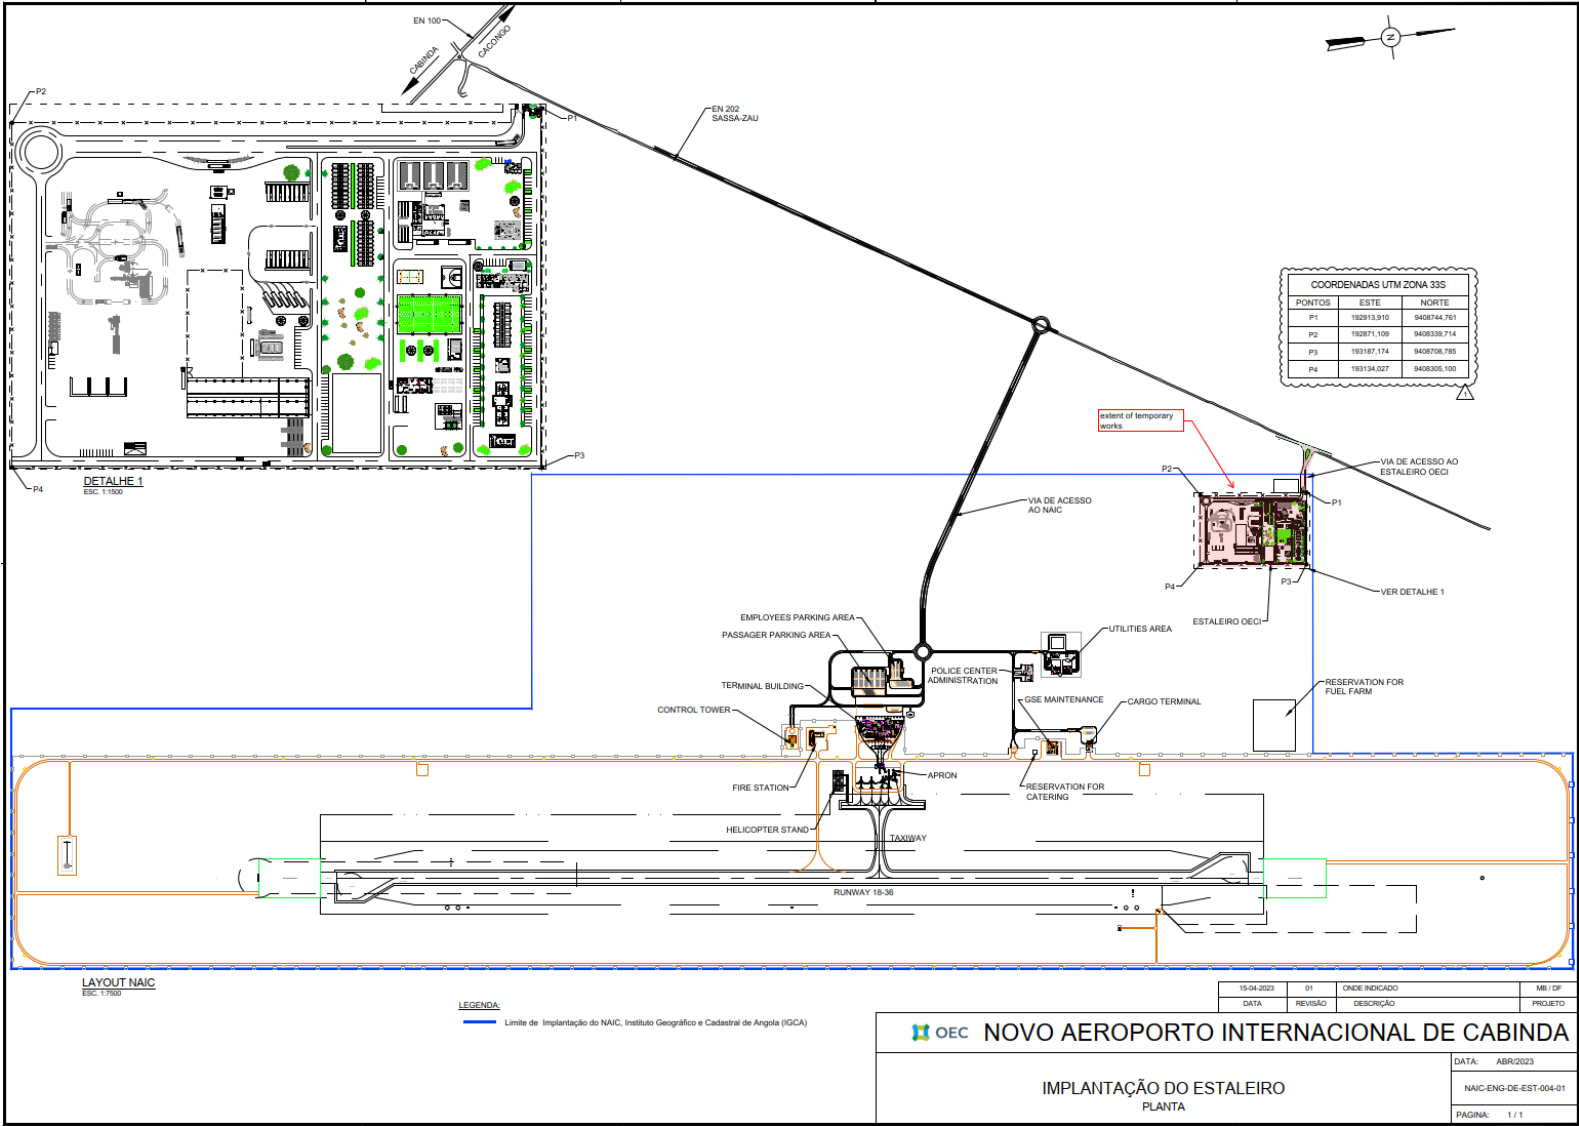 EN 100
CACONGO
CABINDA
N
P2
P1
EN 202
SASSA-ZAU
COORDENADAS UTM ZONA 33S
PONTOS ESTE NORTE
P1 192913,910 9408744,761
P2 192871,109 9408339,714
P3 193187,174 9408708,785
P4 193134,027 9408305,100
1
extent of temporary
works
P3
P4
DETALHE 1
ESC. 1:1500
P2
VIA DE ACESSO AO
ESTALEIRO OECI
P1
VIA DE ACESSO
AO NAIC
P4
P3
VER DETALHE 1
ESTALEIRO OECI
EMPLOYEES PARKING AREA
PASSAGER PARKING AREA
UTILITIES AREA
POLICE CENTER
ADMINISTRATION
TERMINAL BUILDING
GSE MAINTENANCE
CARGO TERMINAL
RESERVATION FOR
FUEL FARM
CONTROL TOWER
FIRE STATION
APRON
RESERVATION FOR
CATERING
HELICOPTER STAND
TAXIWAY
RUNWAY 18-36
LAYOUT NAIC
ESC. 1:7500
LEGENDA:
Limite de Implantação do NAIC, Instituto Geográfico e Cadastral de Angola (IGCA)
15-04-2023 01 ONDE INDICADO MB / DF
DATA REVISÃO DESCRIÇÃO PROJETO
OEC NOVO AEROPORTO INTERNACIONAL DE CABINDA
IMPLANTAÇÃO DO ESTALEIRO
PLANTA
DATA: ABR/2023
NAIC-ENG-DE-EST-004-01
PAGINA: 1 / 1